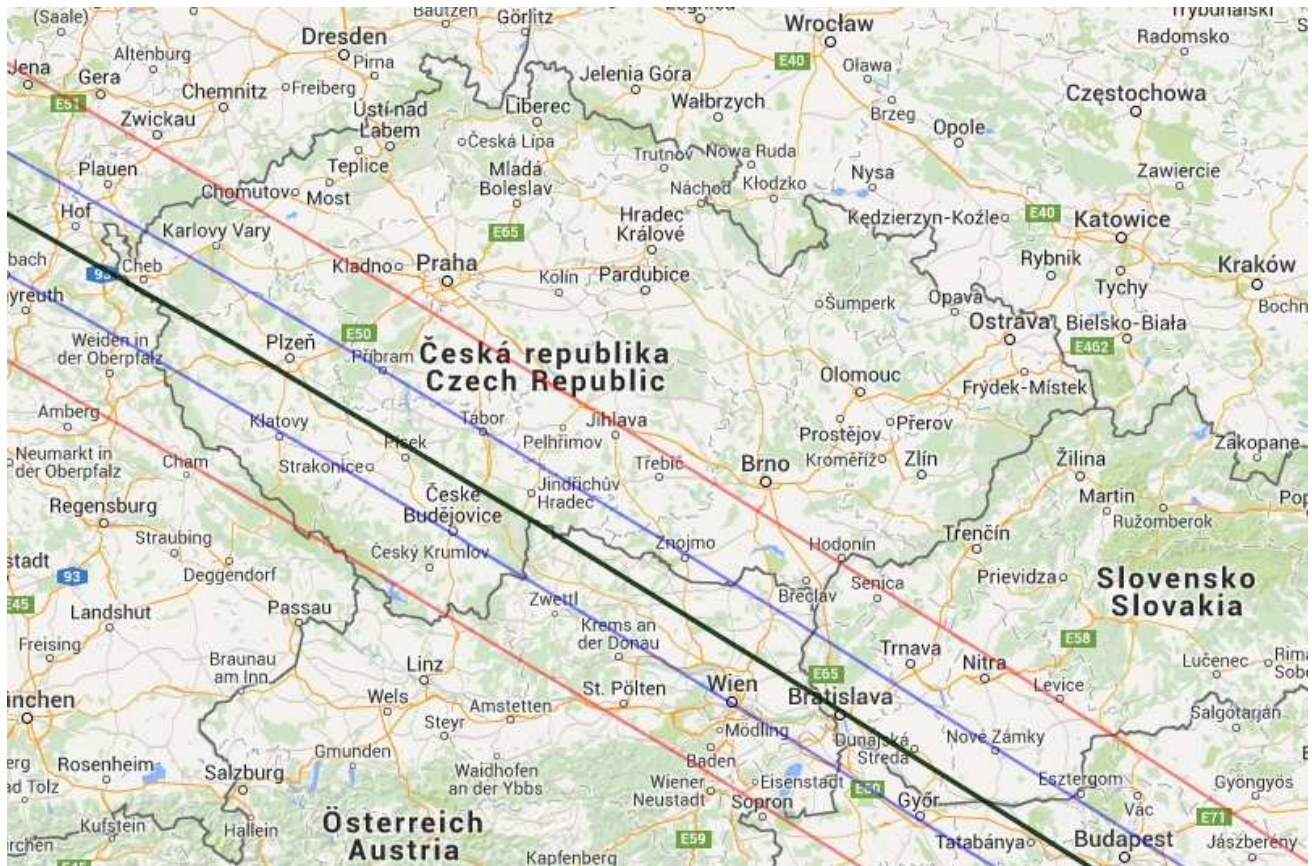 (Saale)
Altenburg
Dresden
Bautzen
Görlitz
Wrocław
Trybunalski
Radomsko
Jena
Gera
Pirna
Chemnitz
Freiberg
Jelenia Góra
E40
Oława
E51
Zwickau
Ústí nad
Labem
Liberec
Wałbrzych
Brzeg
Częstochowa
Opole
Plauen
Teplice
Česká Lípa
Mladá
Boleslav
Trutnov
Nowa Ruda
Nysa
Zawiercie
Chomutov
Most
Náchod
Kłodzko
Hof
Karlovy Vary
E65
Hradec
Králové
Kędzierzyn-Koźle
E40
Katowice
bach
93
Cheb
Kladno
Praha
Kolín
Pardubice
Rybnik
Tychy
Kraków
yreuth
Šumperk
Opava
Bochn
Ostrava
Bielsko-Biała
Weiden in
der Oberpfalz
Plzeň
E50
Příbram
Česká republika
Czech Republic
E462
Olomouc
Frýdek-Místek
Amberg
Klatovy
Tábor
Jihlava
Pelhřimov
Prostějov
Přerov
Zakopane
Neumarkt in
der Oberpfalz
Cham
Písek
Strakonice
Třebíč
Brno
Kroměříž
Zlín
Žilina
Regensburg
České
Budějovice
Jindřichův
Hradec
Martin
Ružomberok
Pop
Straubing
Deggendorf
Český Krumlov
Znojmo
Hodonín
Trenčín
stadt
93
Senica
Prievidza
Slovensko
Slovakia
E45
Landshut
Passau
Zwettl
Břeclav
Freising
Krems an
der Donau
E58
Braunau
am Inn
Linz
E65
Trnava
Nitra
Lučenec
Rima
Sobo
inchen
Wels
St. Pölten
Wien
Bratislava
Levice
Amstetten
Steyr
Mödling
Salgótarján
Dunajská
Streda
Nové Zámky
Gmunden
Baden
Rosenheim
Salzburg
Waidhofen
an der Ybbs
Wiener
Neustadt
Eisenstadt
E60
Esztergom
Gyöngyös
ad Tölz
Sopron
Győr
Vác
E71
Kufstein
Hallein
Österreich
Austria
E59
Tatabánya
Budapest
Jászberény
Kapfenberg